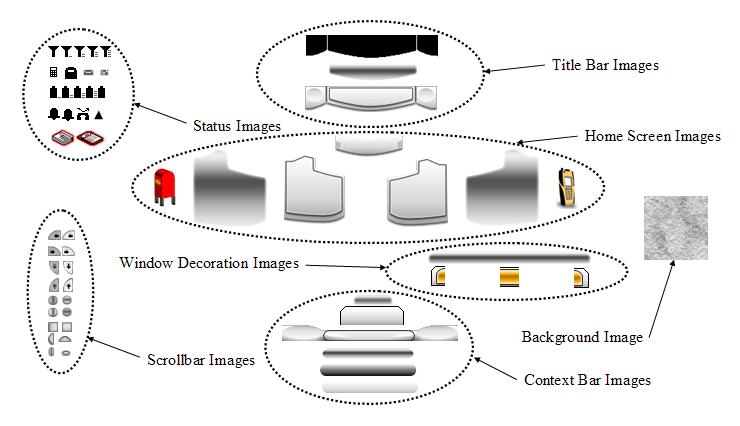 Title Bar Images
Status Images
Home Screen Images
Window Decoration Images
Background Image
Scrollbar Images
Context Bar Images